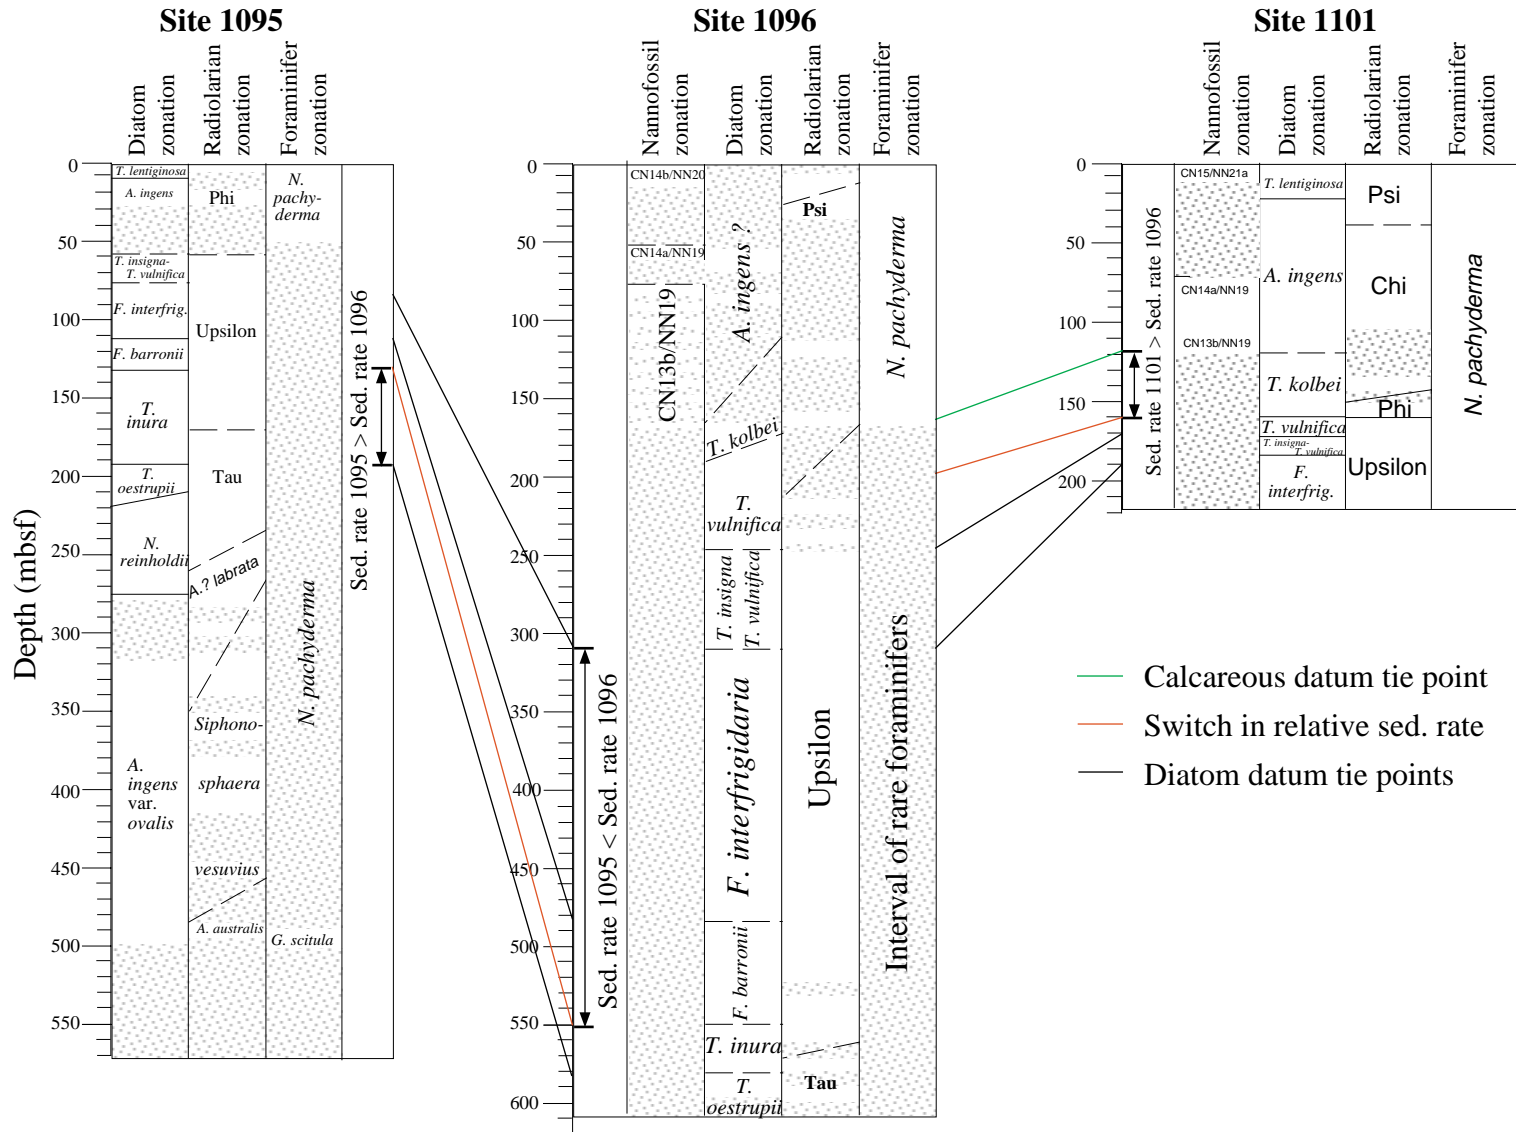 Site 1095
Site 1096
Site 1101
Diatom
zonation
Radiolarian
zonation
Foraminifer
zonation
Nannofossil
zonation
Diatom
zonation
Radiolarian
zonation
Foraminifer
zonation
Nannofossil
zonation
Diatom
zonation
Radiolarian
zonation
Foraminifer
zonation
Depth (mbsf)
0
50
100
150
200
250
300
350
400
450
500
550
T. lentiginosa
A. ingens
T. insigna-
T. vulnifica
F. interfrig.
F. barronii
T.
inura
T.
oestrupii
N.
reinholdii
A.
ingens
var.
ovalis
Phi
Upsilon
Tau
A.? labrata
Siphono-
sphaera
vesuvius
A. australis
N.
pachy-
derma
N. pachyderma
G. scitula
Sed. rate 1095 > Sed. rate 1096
0
50
100
150
200
250
300
350
400
450
500
550
600
Sed. rate 1095 < Sed. rate 1096
CN14b/NN20
CN14a/NN19
CN13b/NN19
A. ingens ?
T. kolbei
T.
vulnifica
T. insigna
T. vulnifica
F. interfrigidaria
F. barronii
T. inura
T.
oestrupii
Psi
Upsilon
Tau
N. pachyderma
Interval of rare foraminifers
0
50
100
150
200
Sed. rate 1101 > Sed. rate 1096
CN15/NN21a
CN14a/NN19
CN13b/NN19
T. lentiginosa
A. ingens
T. kolbei
T. vulnifica
T. insigna-
T. vulnifica
F.
interfrig.
Psi
Chi
Phi
Upsilon
N. pachyderma
Calcareous datum tie point
Switch in relative sed. rate
Diatom datum tie points